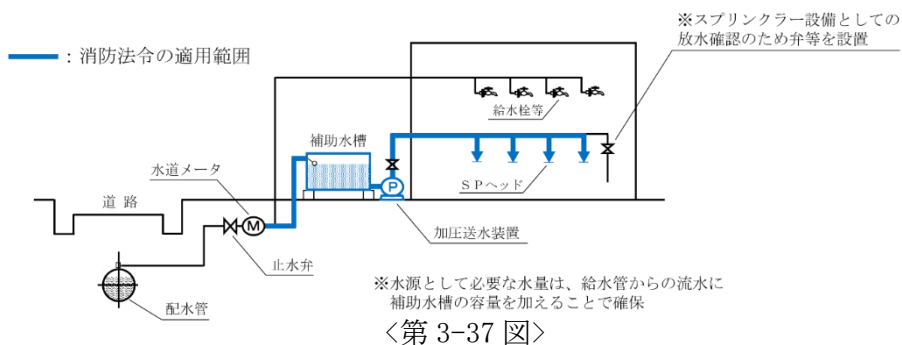 ※スプリンクラー設備としての
放水確認のため弁等を設置
：消防法令の適用範囲
給水栓等
補助水槽
水道メータ
P
SPヘッド
道路
M
加圧送水装置
止水弁
※水源として必要な水量は、給水管からの流水に
補助水槽の容量を加えることで確保
配水管
<第3-37図>